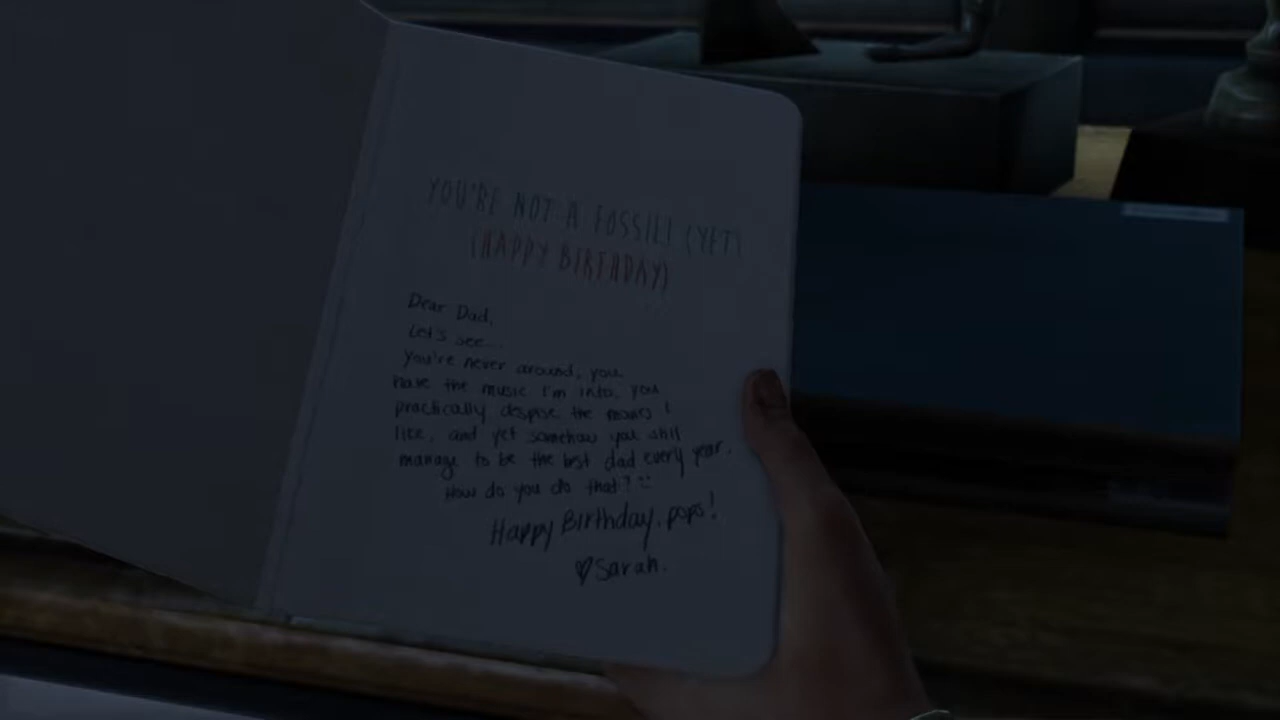 YOU'RE NOT A FOSSIL! (YET)
(HAPPY BIRTHDAY)
Dear Dad,
Let's see...
You're never around, you
hate the music I'm into, you
practically despise the movies I
like, and yet somehow you still
manage to be the best dad every year.
How do you do that? :)
Happy Birthday, pops!
♥ Sarah.